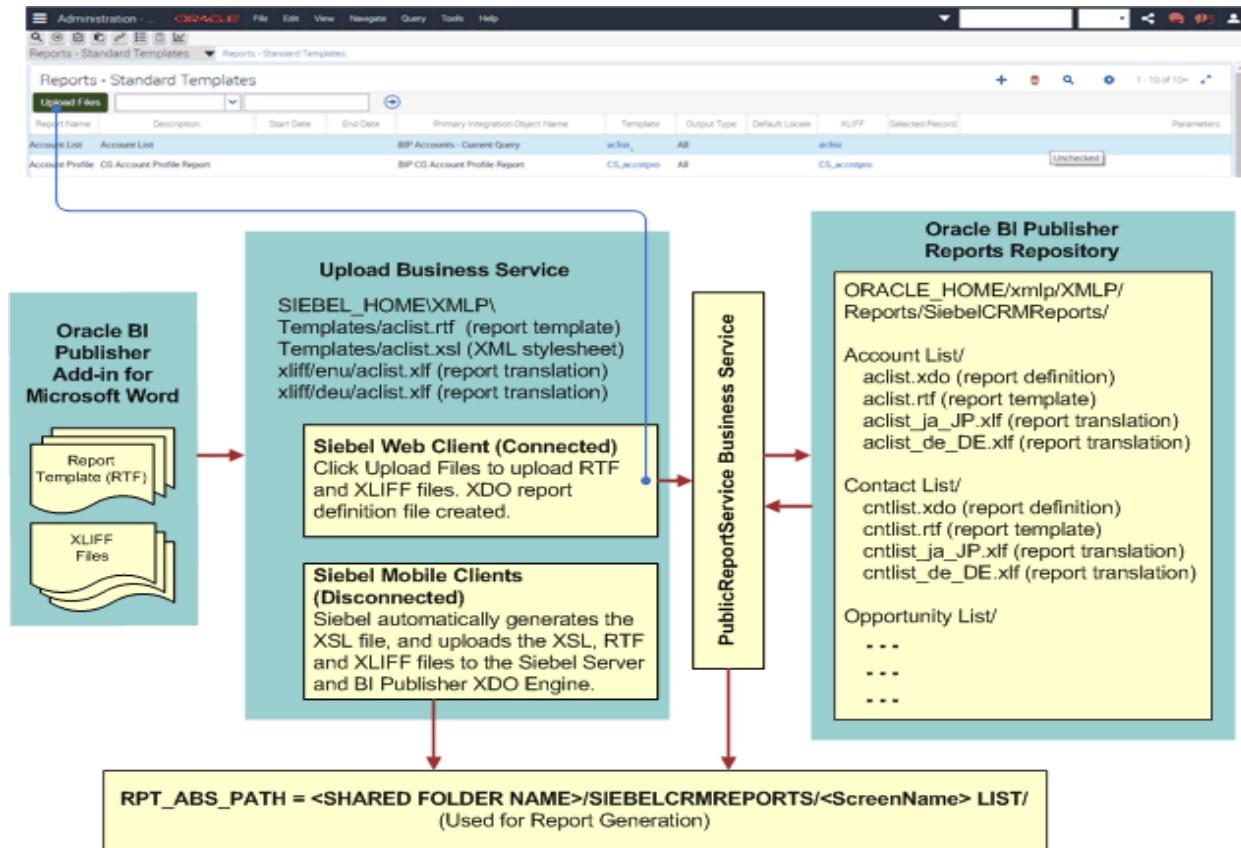 Administration - ...
ORACLE
File Edit View Navigate Query Tools Help
Reports - Standard Templates
Reports - Standard Templates:
Reports - Standard Templates
1 - 10 of 10+
Upload Files
Report Name Description Start Date End Date Primary Integration Object Name Template Output Type Default Locale XLIFF Selected Record Parameters
Account List Account List BIP Accounts - Current Query aclist All aclist
Unchecked
Account Profile CG Account Profile Report BIP CG Account Profile Report CS_accntpro All CS_accntpro
Oracle BI
Publisher
Add-in for
Microsoft Word
Report
Template (RTF)
XLIFF
Files
Upload Business Service
SIEBEL_HOME\XMLP\
Templates/aclist.rtf (report template)
Templates/aclist.xsl (XML stylesheet)
xliff/enu/aclist.xlf (report translation)
xliff/deu/aclist.xlf (report translation)
Siebel Web Client (Connected)
Click Upload Files to upload RTF
and XLIFF files. XDO report
definition file created.
Siebel Mobile Clients
(Disconnected)
Siebel automatically generates the
XSL file, and uploads the XSL, RTF
and XLIFF files to the Siebel Server
and BI Publisher XDO Engine.
PublicReportService Business Service
Oracle BI Publisher
Reports Repository
ORACLE_HOME/xmlp/XMLP/
Reports/SiebelCRMReports/
Account List/
aclist.xdo (report definition)
aclist.rtf (report template)
aclist_ja_JP.xlf (report translation)
aclist_de_DE.xlf (report translation)
Contact List/
cntlist.xdo (report definition)
cntlist.rtf (report template)
cntlist_ja_JP.xlf (report translation)
cntlist_de_DE.xlf (report translation)
Opportunity List/
- - -
- - -
- - -
RPT_ABS_PATH = <SHARED FOLDER NAME>/SIEBELCRMREPORTS/<ScreenName> LIST/
(Used for Report Generation)